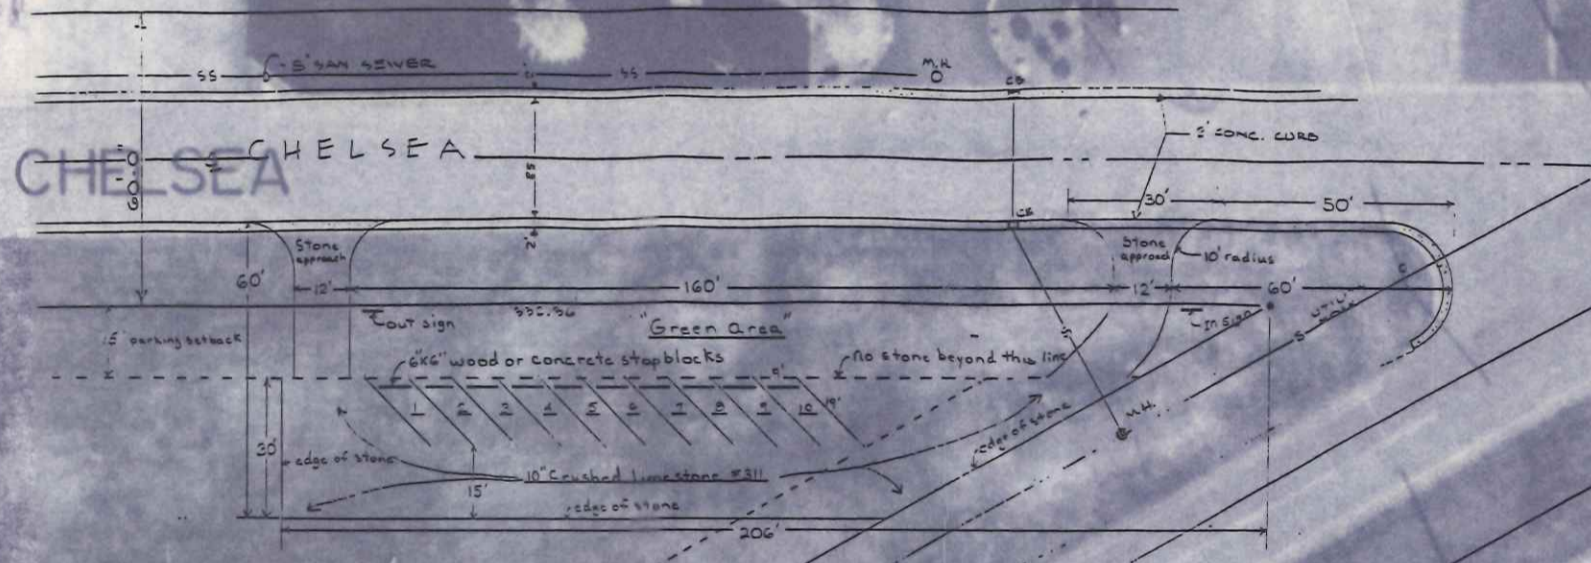 SS
SAN SEWER
SS
M.H.
O
CB
CHELSEA
CHELSEA
CONC. CURB
30'
50'
CB
2'
Stone
approach
Stone
approach
10' radius
60'
12'
160'
12'
60'
out sign
"Green area"
In sign
parking setback
6"x6" wood or concrete stopblocks
no stone beyond this line
1
2
3
4
5
6
7
8
9
10
19'
S
S
M.H.
30'
edge of stone
edge of stone
10" Crushed limestone #311
15'
edge of stone
206'